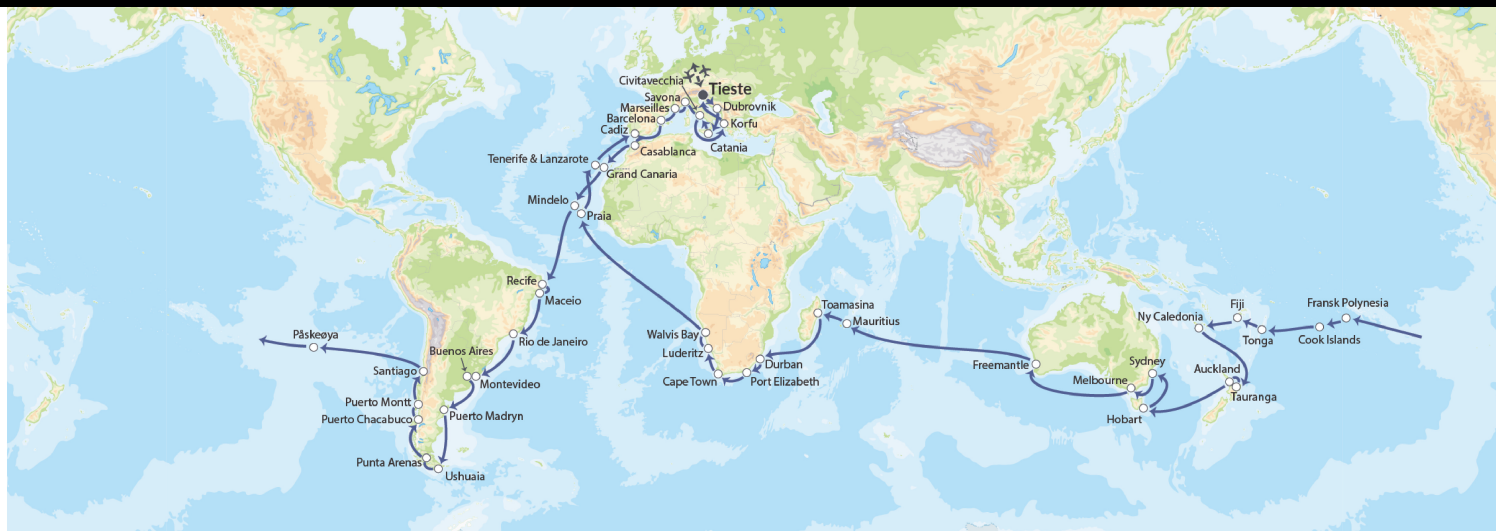 Civitavecchia
Tieste
Savona
Marseilles
Dubrovnik
Barcelona
Korfu
Cadiz
Catania
Casablanca
Tenerife & Lanzarote
Grand Canaria
Mindelo
Praia
Recife
Maceio
Rio de Janeiro
Buenos Aires
Montevideo
Påskeøya
Santiago
Puerto Montt
Puerto Madryn
Puerto Chacabuco
Punta Arenas
Ushuaia
Toamasina
Mauritius
Walvis Bay
Luderitz
Durban
Cape Town
Port Elizabeth
Fransk Polynesia
Fiji
Ny Caledonia
Tonga
Cook Islands
Freemantle
Sydney
Auckland
Melbourne
Tauranga
Hobart